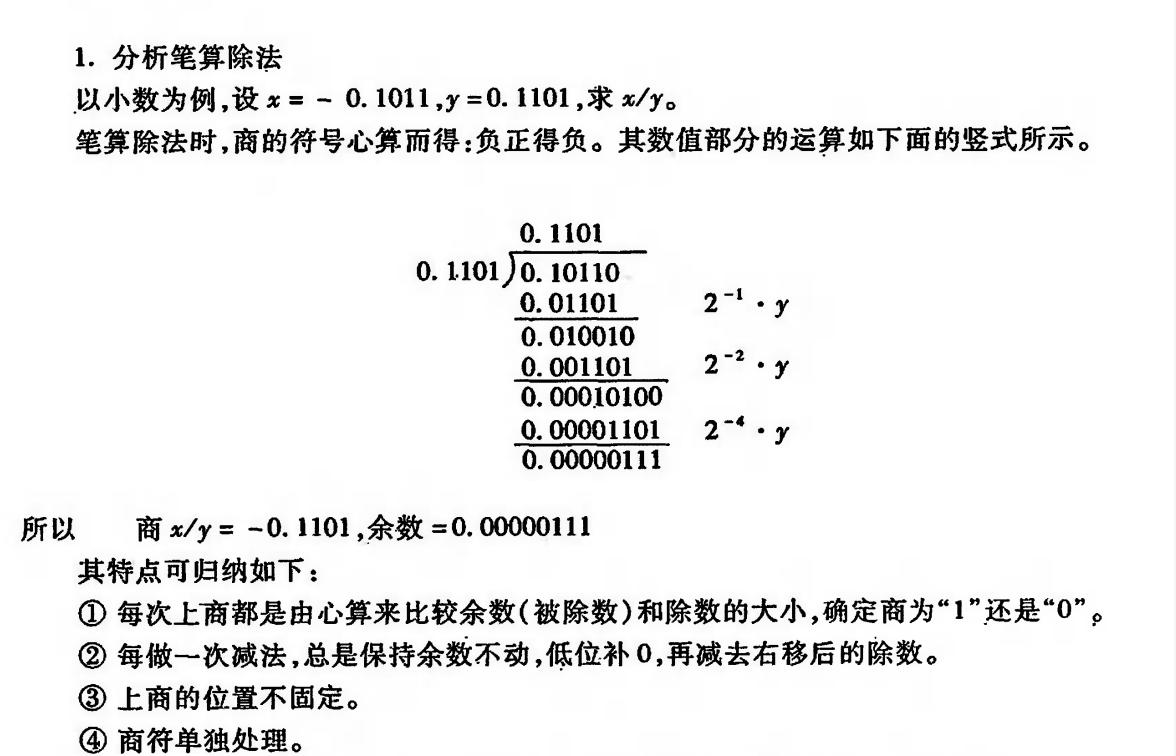 1. 分析笔算除法
以小数为例,设 x = - 0.1011,y=0.1101,求 x/y。
笔算除法时,商的符号心算而得:负正得负。其数值部分的运算如下面的竖式所示。
0.1101
0.1101)0.10110
0.01101 2⁻¹·y
0.010010
0.001101 2⁻²·y
0.00010100
0.00001101 2⁻⁴·y
0.00000111
所以 商 x/y = -0.1101,余数=0.00000111
其特点可归纳如下:
① 每次上商都是由心算来比较余数(被除数)和除数的大小,确定商为“1”还是“0”。
② 每做一次减法,总是保持余数不动,低位补0,再减去右移后的除数。
③ 上商的位置不固定。
④ 商符单独处理。